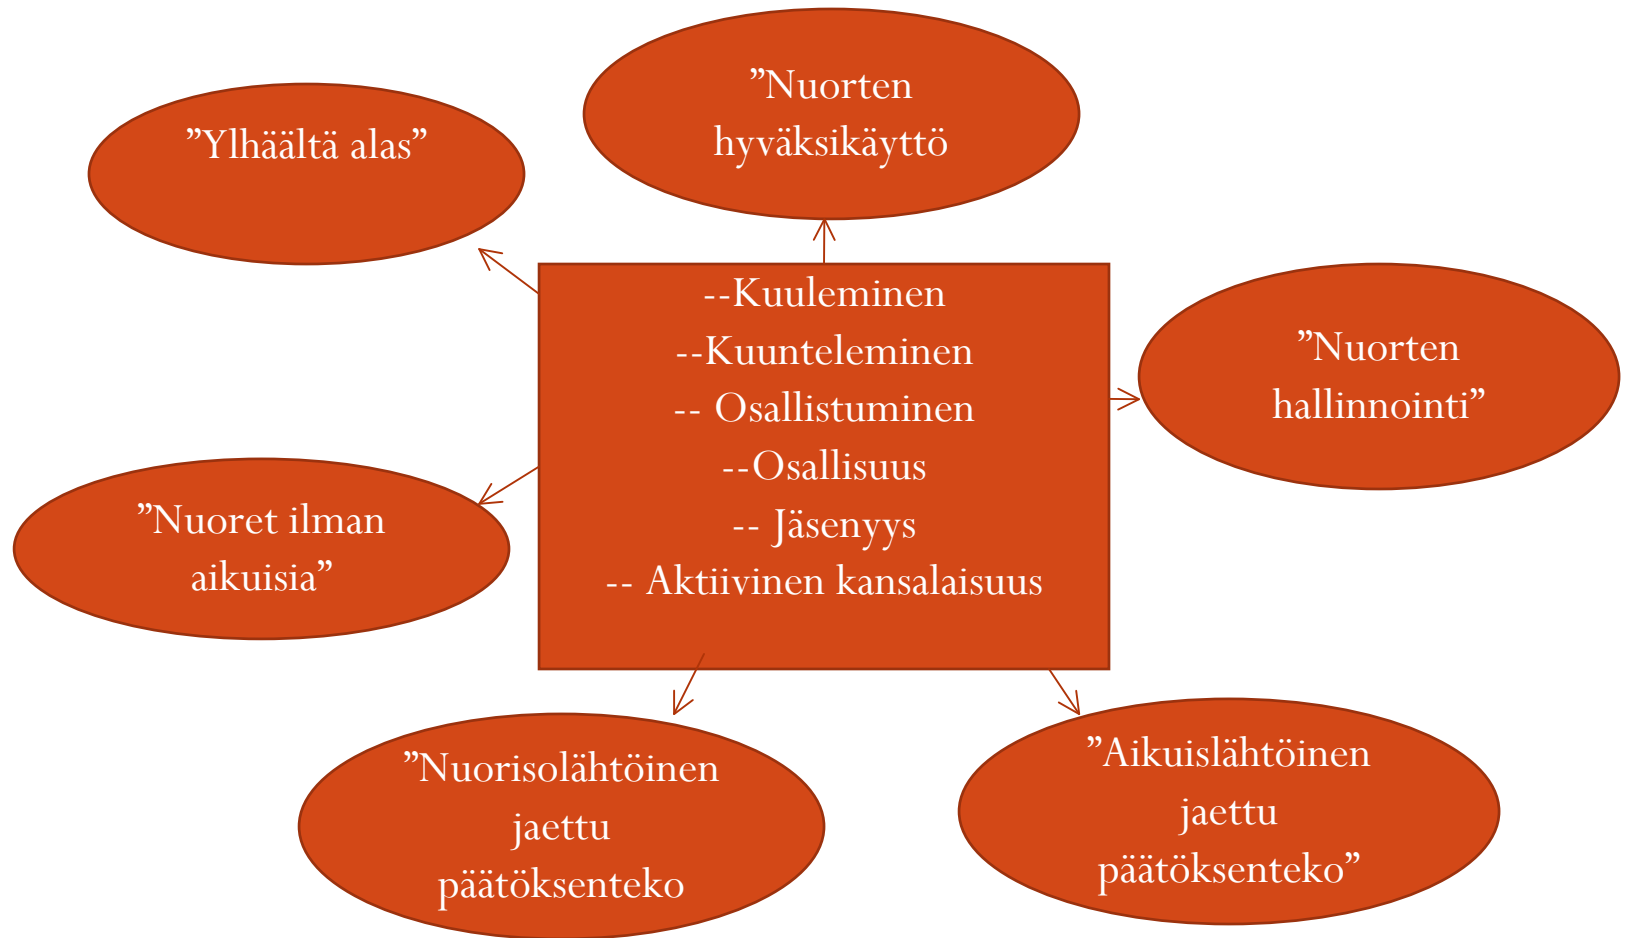 ”Nuorten
hyväksikäyttö
”Ylhäältä alas”
--Kuuleminen
--Kuunteleminen
-- Osallistuminen
--Osallisuus
-- Jäsenyys
-- Aktiivinen kansalaisuus
”Nuorten
hallinnointi”
”Nuoret ilman
aikuisia”
”Nuorisolähtöinen
jaettu
päätöksenteko
”Aikuislähtöinen
jaettu
päätöksenteko”